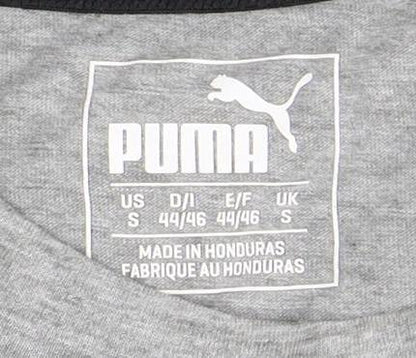 PUMA
US D/I E/F UK
S 44/46 44/46 S
MADE IN HONDURAS
FABRIQUE AU HONDURAS